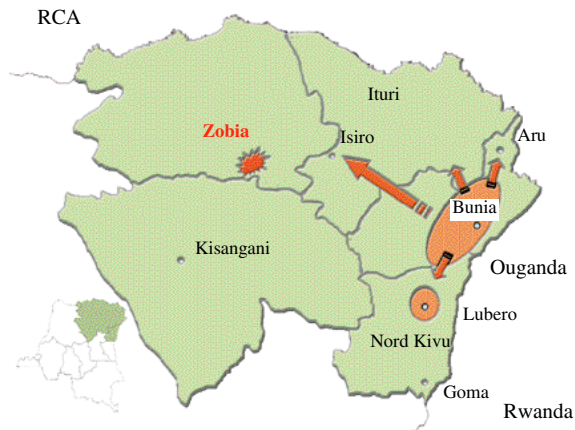 RCA
Ituri
Zobia
Isiro
Aru
Bunia
Kisangani
Ouganda
Lubero
Nord Kivu
Goma
Rwanda